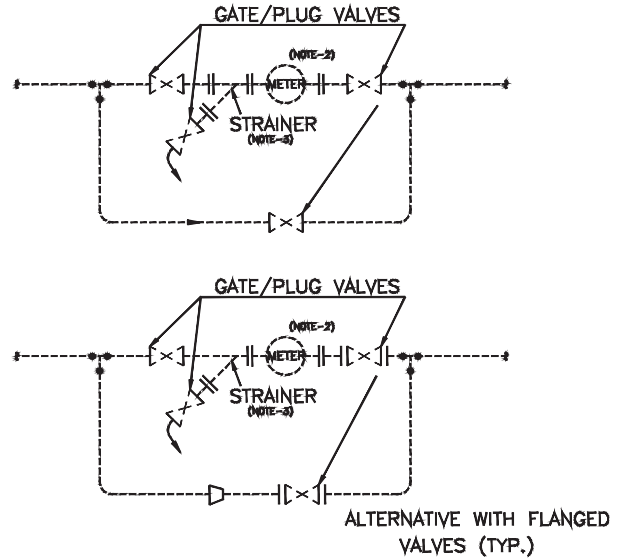 GATE/PLUG VALVES
(NOTE-2)
METER
STRAINER
(NOTE-3)
GATE/PLUG VALVES
(NOTE-2)
METER
STRAINER
(NOTE-3)
ALTERNATIVE WITH FLANGED
VALVES (TYP.)